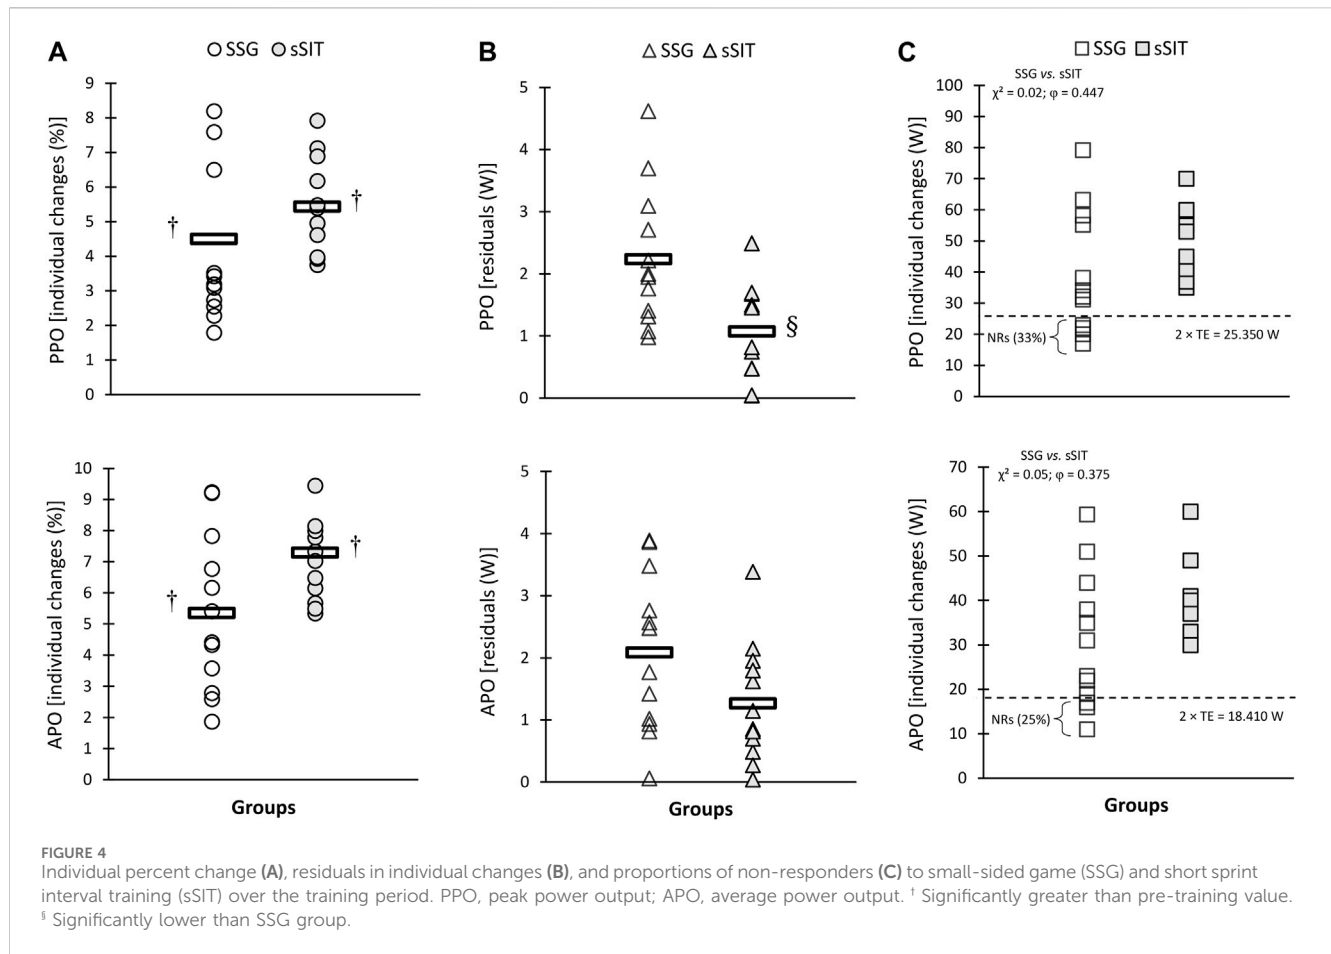 A SSG sSIT
PPO [individual changes (%)]
9
8
7
6
5
4
3
2
1
0
†
†
B SSG sSIT
PPO [residuals (W)]
5
4
3
2
1
0
§
C SSG sSIT
SSG vs. sSIT
χ² = 0.02; φ = 0.447
PPO [individual changes (W)]
100
90
80
70
60
50
40
30
20
10
0
NRs (33%)
2 × TE = 25.350 W
APO [individual changes (%)]
10
9
8
7
6
5
4
3
2
1
0
†
†
Groups
APO [residuals (W)]
5
4
3
2
1
0
Groups
SSG vs. sSIT
χ² = 0.05; φ = 0.375
APO [individual changes (W)]
70
60
50
40
30
20
10
0
NRs (25%)
2 × TE = 18.410 W
Groups
FIGURE 4
Individual percent change (A), residuals in individual changes (B), and proportions of non-responders (C) to small-sided game (SSG) and short sprint
interval training (sSIT) over the training period. PPO, peak power output; APO, average power output. † Significantly greater than pre-training value.
§ Significantly lower than SSG group.